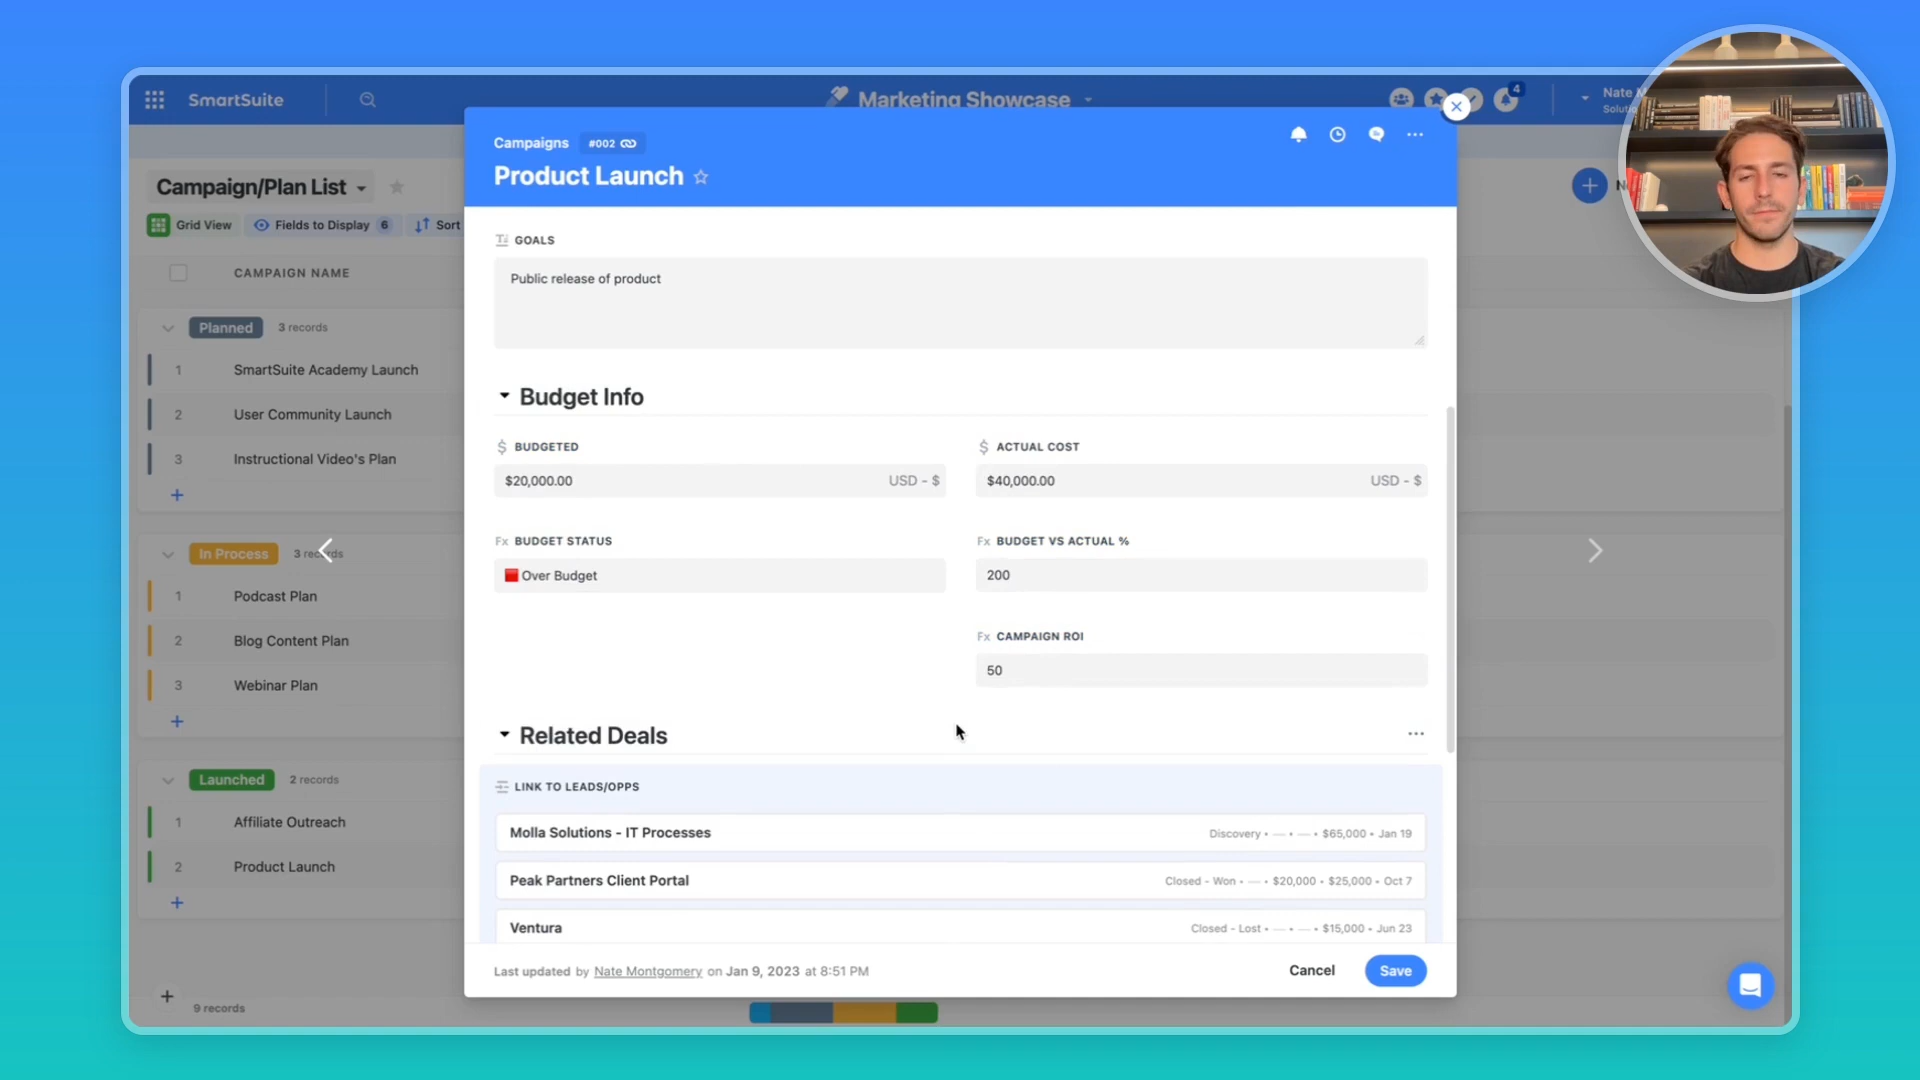 SmartSuite
Marketing Showcase
4
Nate M
Solutio
Campaign/Plan List
Grid View
Fields to Display 6
Sort
CAMPAIGN NAME
Planned 3 records
1 SmartSuite Academy Launch
2 User Community Launch
3 Instructional Video's Plan
In Process 3 records
1 Podcast Plan
2 Blog Content Plan
3 Webinar Plan
Launched 2 records
1 Affiliate Outreach
2 Product Launch
9 records
Campaigns #002
Product Launch
GOALS
Public release of product
Budget Info
$ BUDGETED
$20,000.00 USD - $
$ ACTUAL COST
$40,000.00 USD - $
Fx BUDGET STATUS
Over Budget
Fx BUDGET VS ACTUAL %
200
Fx CAMPAIGN ROI
50
Related Deals
LINK TO LEADS/OPPS
Molla Solutions - IT Processes Discovery • — • — • $65,000 • Jan 19
Peak Partners Client Portal Closed - Won • — • $20,000 • $25,000 • Oct 7
Ventura Closed - Lost • — • — • $15,000 • Jun 23
Last updated by Nate Montgomery on Jan 9, 2023 at 8:51 PM
Cancel
Save